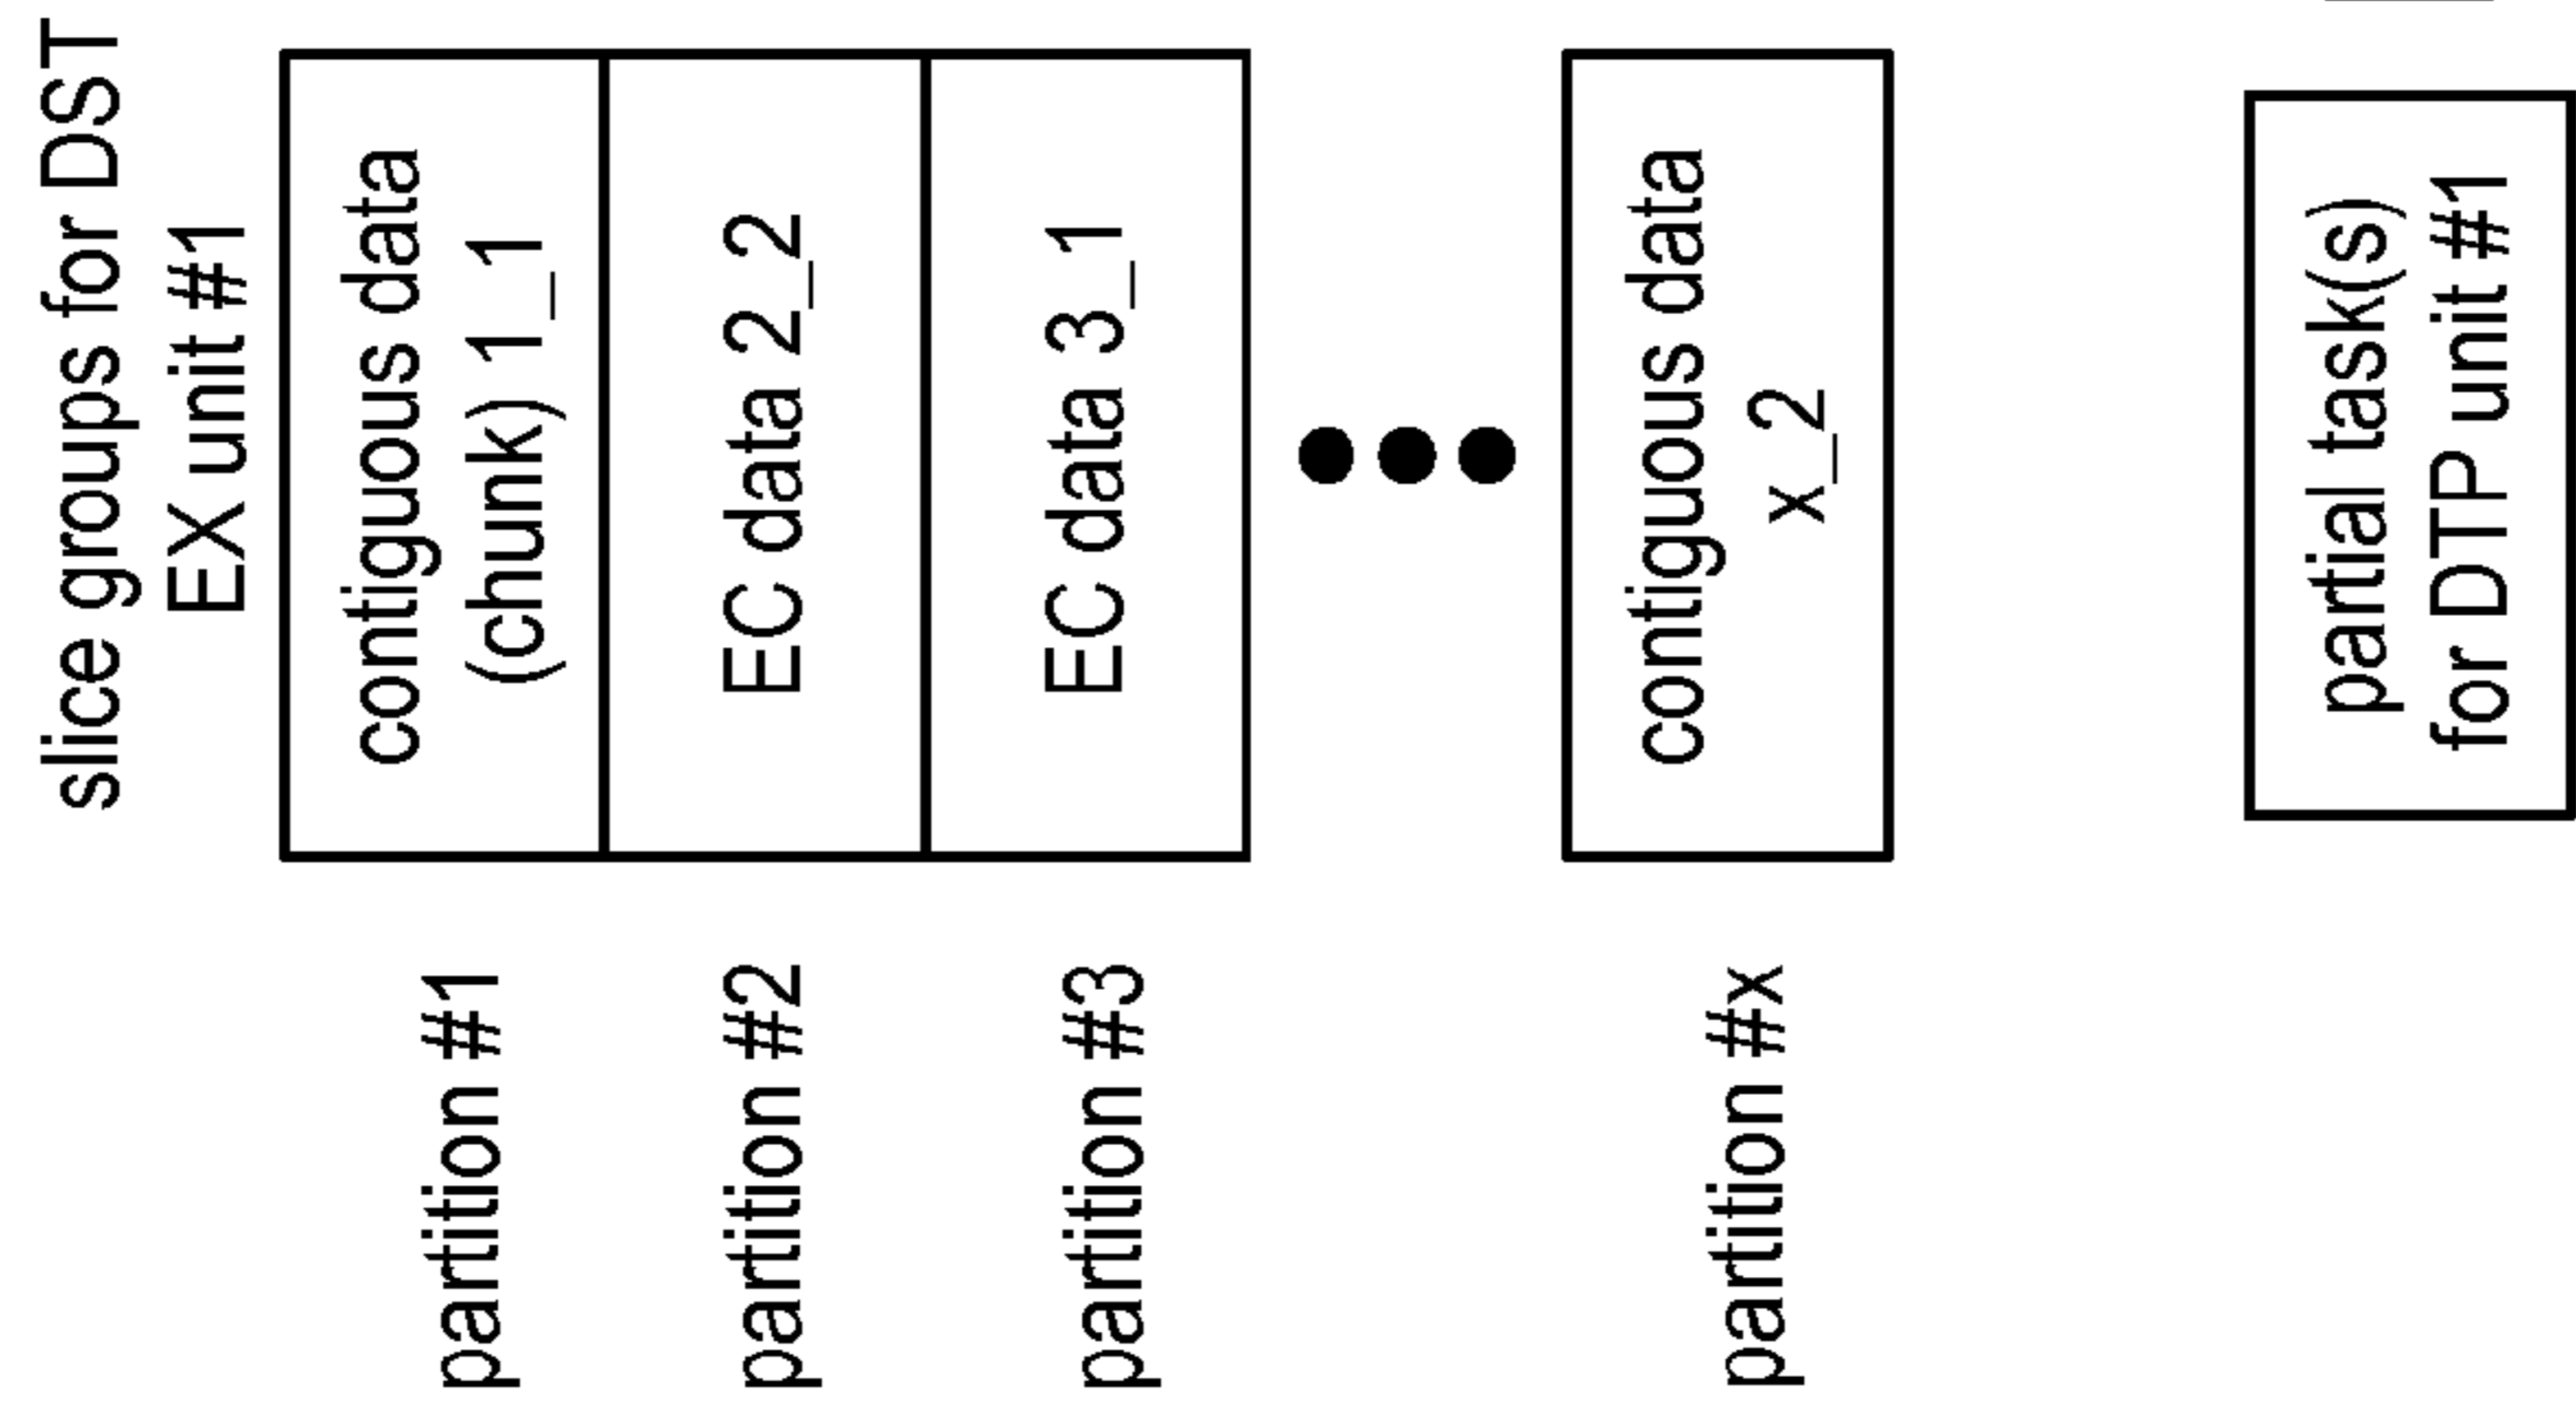 slice groups for DST
EX unit #1
partition #1
contiguous data
(chunk) 1_1
partition #2
EC data 2_2
partition #3
EC data 3_1
partition #x
contiguous data
x_2
partial task(s)
for DTP unit #1